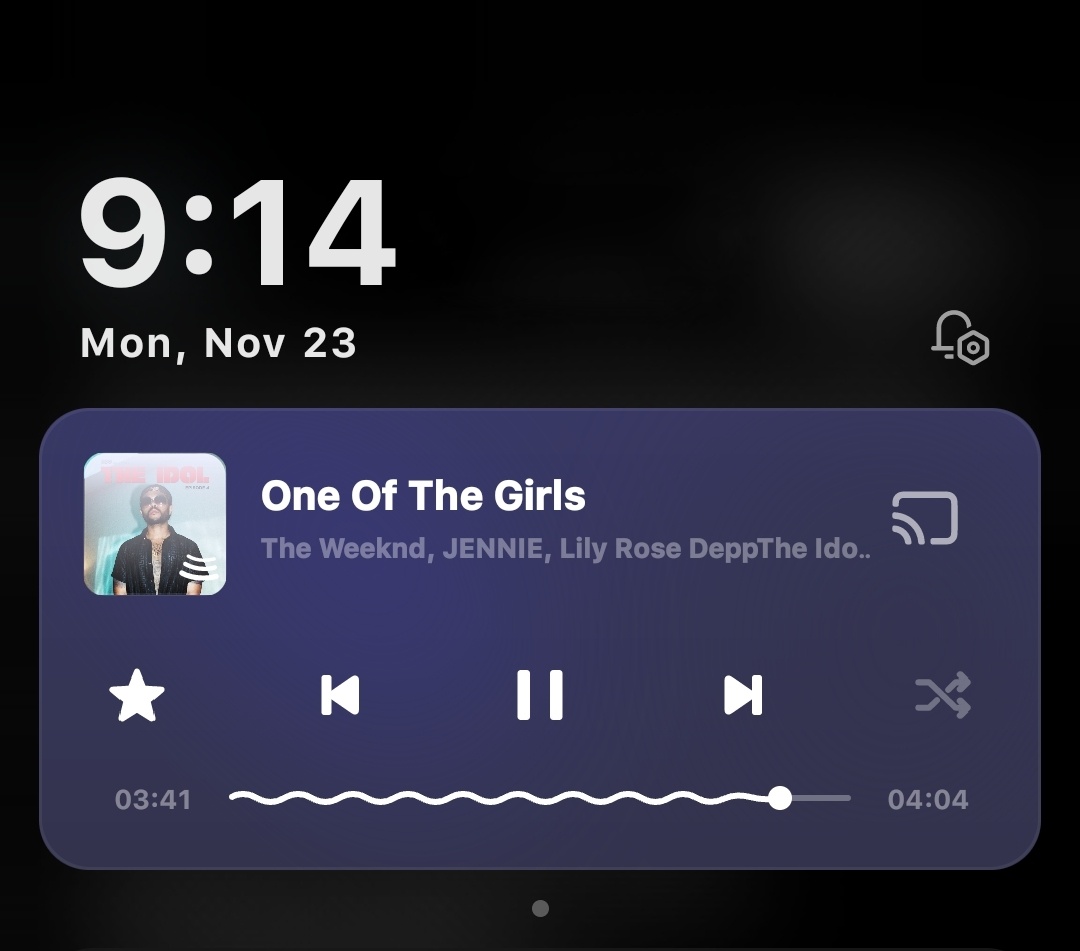 9:14
Mon, Nov 23
THE IDOL
One Of The Girls
The Weeknd, JENNIE, Lily Rose DeppThe Ido..
03:41
04:04